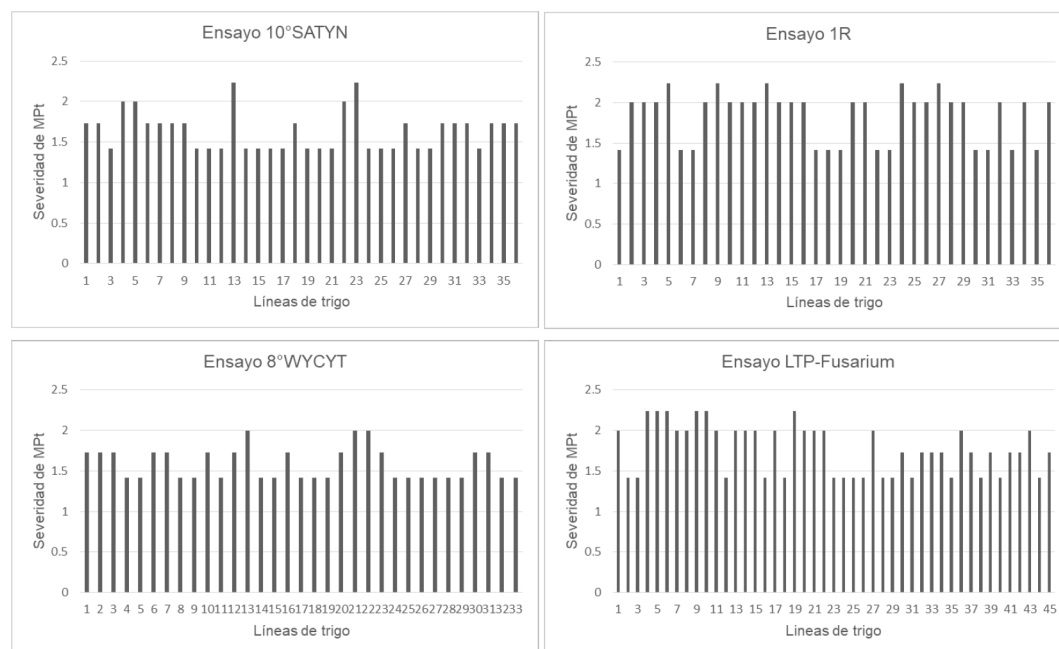 Ensayo 10°SATYN
Severidad de MPt
2.5
2
1.5
1
0.5
0
1 3 5 7 9 11 13 15 17 19 21 23 25 27 29 31 33 35
Líneas de trigo
Ensayo 1R
Severidad de MPt
2.5
2
1.5
1
0.5
0
1 3 5 7 9 11 13 15 17 19 21 23 25 27 29 31 33 35
Líneas de trigo
Ensayo 8°WYCYT
Severidad de MPt
2.5
2
1.5
1
0.5
0
1 2 3 4 5 6 7 8 9 10 11 12 13 14 15 16 17 18 19 20 21 22 23 24 25 26 27 28 29 30 31 32 33
Líneas de trigo
Ensayo LTP-Fusarium
Severidad de MPt
2.5
2
1.5
1
0.5
0
1 3 5 7 9 11 13 15 17 19 21 23 25 27 29 31 33 35 37 39 41 43 45
Lineas de trigo